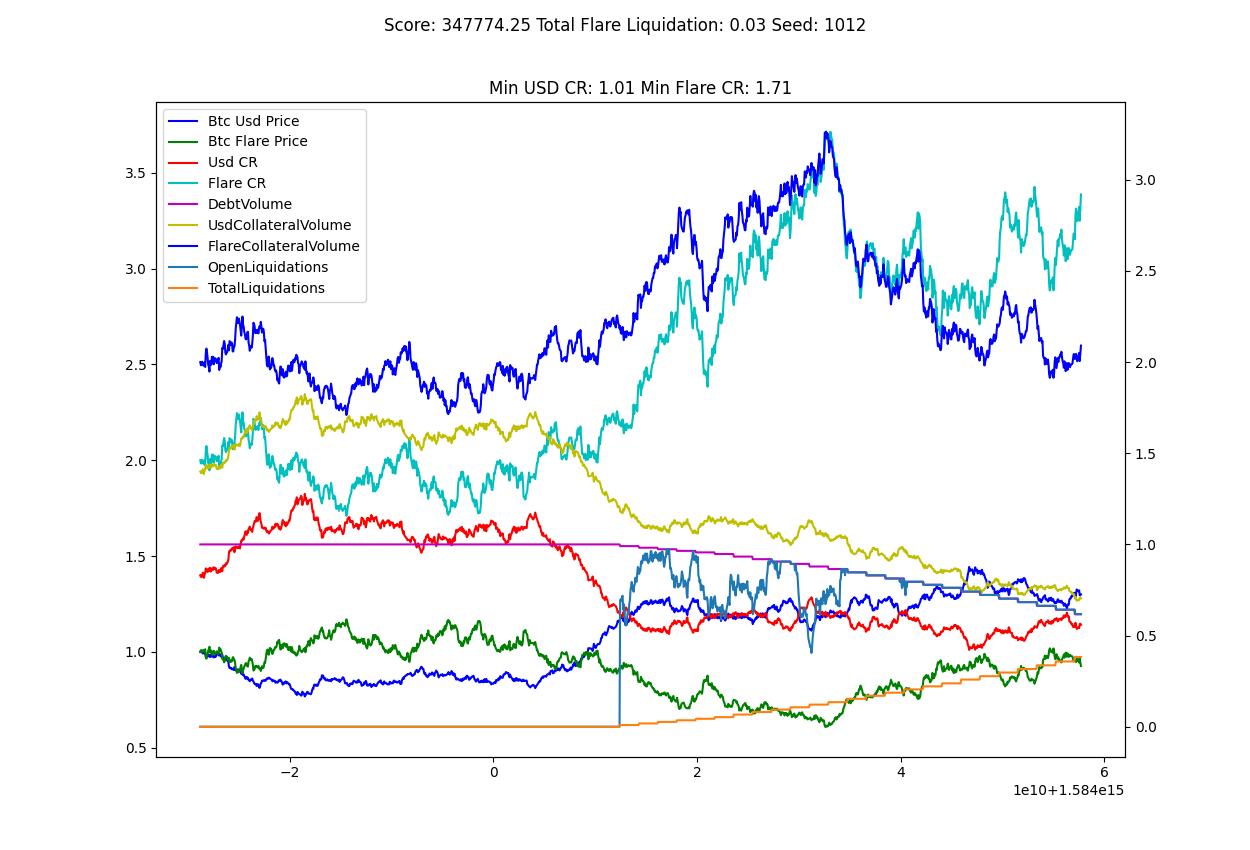 Score: 347774.25 Total Flare Liquidation: 0.03 Seed: 1012
Min USD CR: 1.01 Min Flare CR: 1.71
Btc Usd Price
Btc Flare Price
Usd CR
Flare CR
DebtVolume
UsdCollateralVolume
FlareCollateralVolume
OpenLiquidations
TotalLiquidations
3.5
3.0
2.5
2.0
1.5
1.0
0.5
3.0
2.5
2.0
1.5
1.0
0.5
0.0
−2 0 2 4 6
1e10+1.584e15